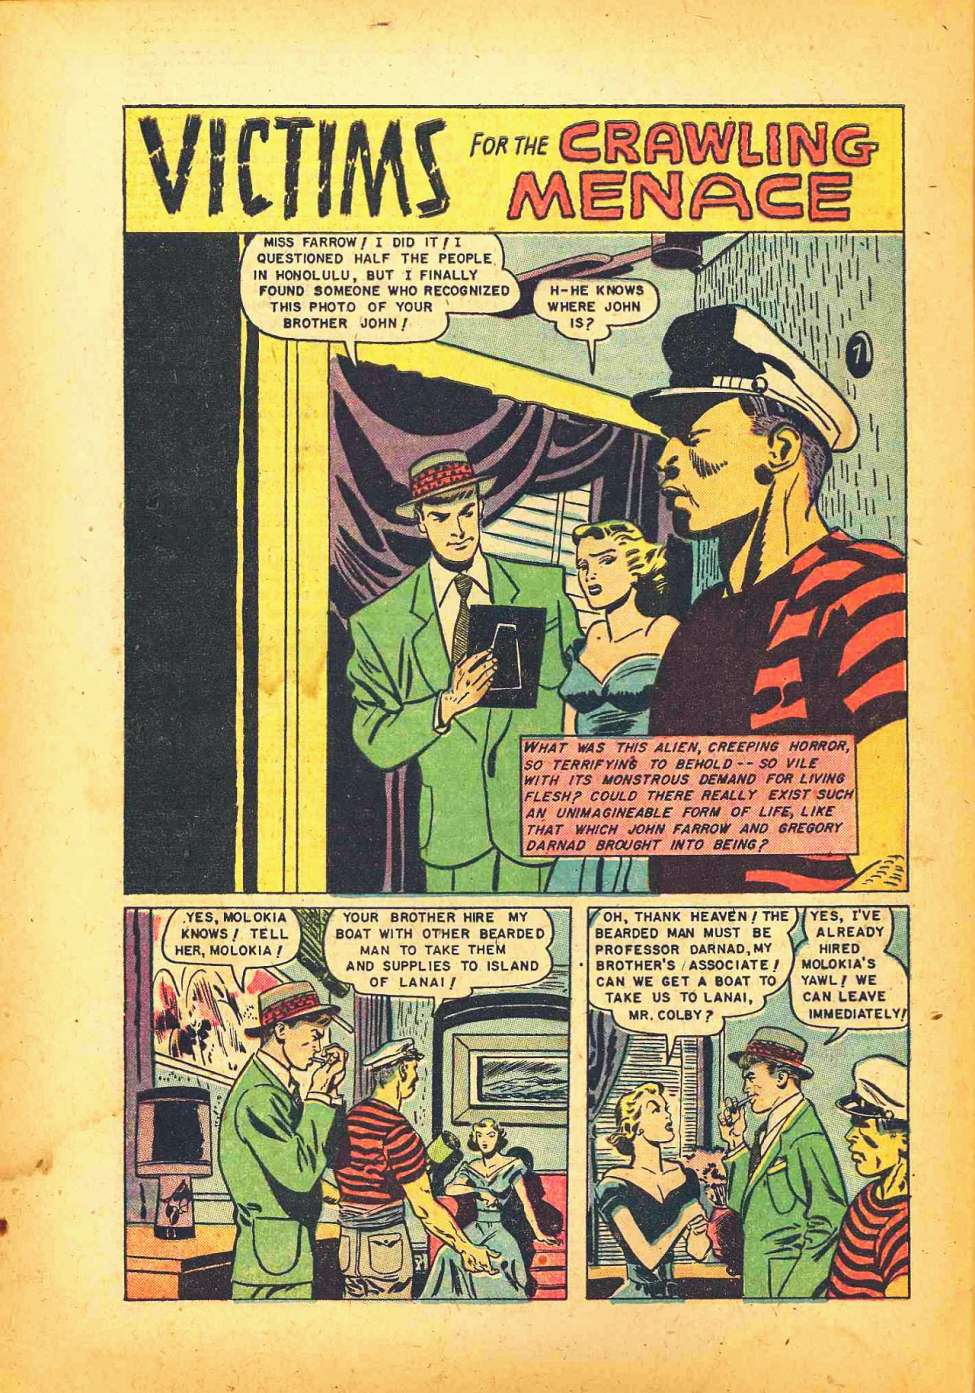 VICTIMS FOR THE CRAWLING
MENACE
MISS FARROW! I DID IT! I
QUESTIONED HALF THE PEOPLE
IN HONOLULU, BUT I FINALLY
FOUND SOMEONE WHO RECOGNIZED
THIS PHOTO OF YOUR
BROTHER JOHN!
H-HE KNOWS
WHERE JOHN
IS?
7
WHAT WAS THIS ALIEN, CREEPING HORROR,
SO TERRIFYING TO BEHOLD -- SO VILE
WITH ITS MONSTROUS DEMAND FOR LIVING
FLESH? COULD THERE REALLY EXIST SUCH
AN UNIMAGINEABLE FORM OF LIFE, LIKE
THAT WHICH JOHN FARROW AND GREGORY
DARNAD BROUGHT INTO BEING?
YES, MOLOKIA
KNOWS! TELL
HER, MOLOKIA!
YOUR BROTHER HIRE MY
BOAT WITH OTHER BEARDED
MAN TO TAKE THEM
AND SUPPLIES TO ISLAND
OF LANAI!
OH, THANK HEAVEN! THE
BEARDED MAN MUST BE
PROFESSOR DARNAD, MY
BROTHER'S ASSOCIATE!
CAN WE GET A BOAT TO
TAKE US TO LANAI,
MR. COLBY?
YES, I'VE
ALREADY
HIRED
MOLOKIA'S
YAWL! WE
CAN LEAVE
IMMEDIATELY!